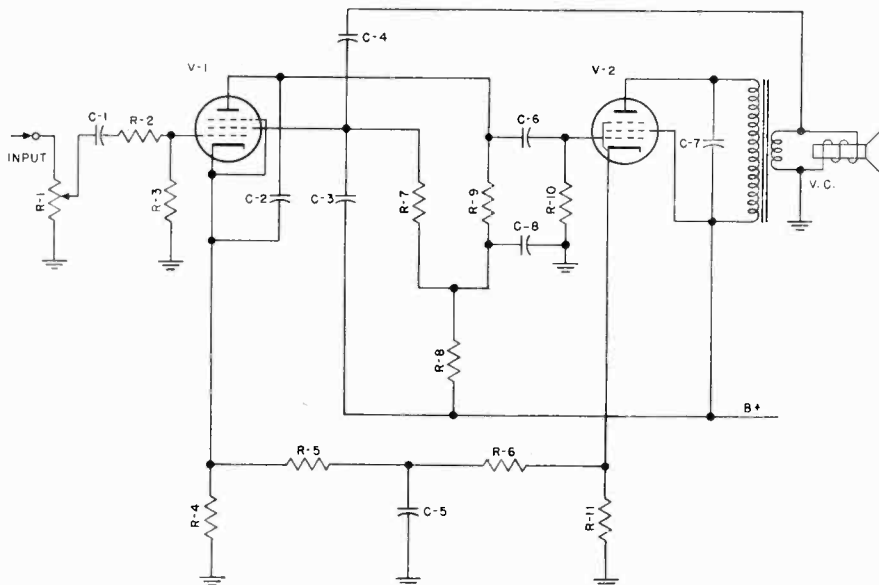 C-4
V-1
V-2
C-1
R-2
C-6
C-7
INPUT
R-1
R-3
C-2
C-3
R-7
R-9
R-10
V.C.
C-8
R-8
B+
R-5
R-6
R-4
C-5
R-11